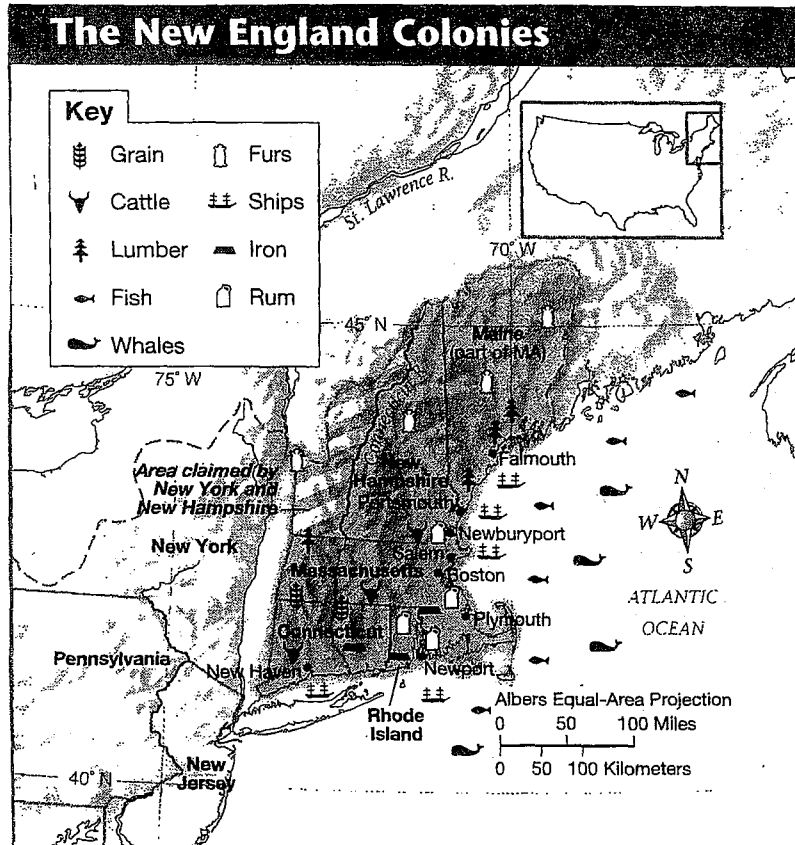 The New England Colonies
Key
Grain
Furs
Cattle
Ships
Lumber
Iron
Fish
Rum
Whales
St. Lawrence R.
70° W
45° N
Maine
(part of MA)
75° W
Area claimed by
New York and
New Hampshire
New
Hampshire
Falmouth
Portsmouth
New York
Newburyport
Salem
Massachusetts
Boston
Plymouth
Connecticut
Pennsylvania
New Haven
Newport
Rhode
Island
New
Jersey
40° N
N
W
E
S
ATLANTIC
OCEAN
Albers Equal-Area Projection
0 50 100 Miles
0 50 100 Kilometers